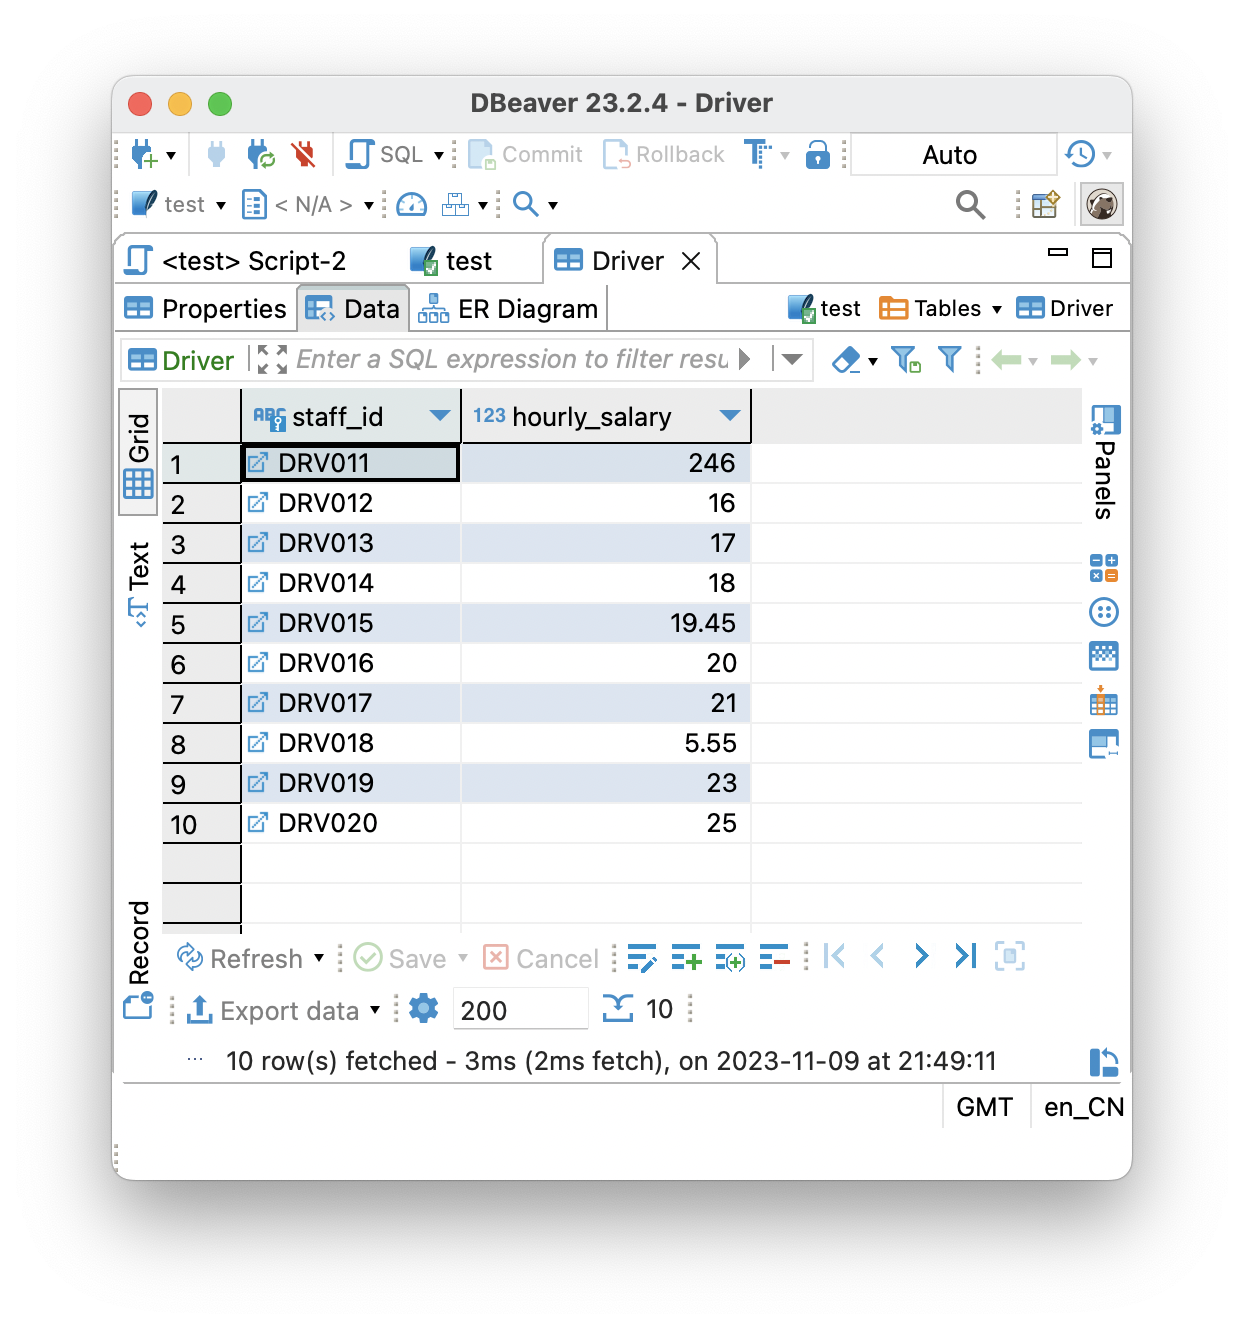 DBeaver 23.2.4 - Driver
SQL Commit Rollback T Auto
test < N/A >
<test> Script-2 test Driver
Properties Data ER Diagram test Tables Driver
Driver Enter a SQL expression to filter resu
Grid
Text
Record
Panels
ABC staff_id 123 hourly_salary
1 DRV011 246
2 DRV012 16
3 DRV013 17
4 DRV014 18
5 DRV015 19.45
6 DRV016 20
7 DRV017 21
8 DRV018 5.55
9 DRV019 23
10 DRV020 25
Refresh Save Cancel
Export data 200 10
10 row(s) fetched - 3ms (2ms fetch), on 2023-11-09 at 21:49:11
GMT en_CN